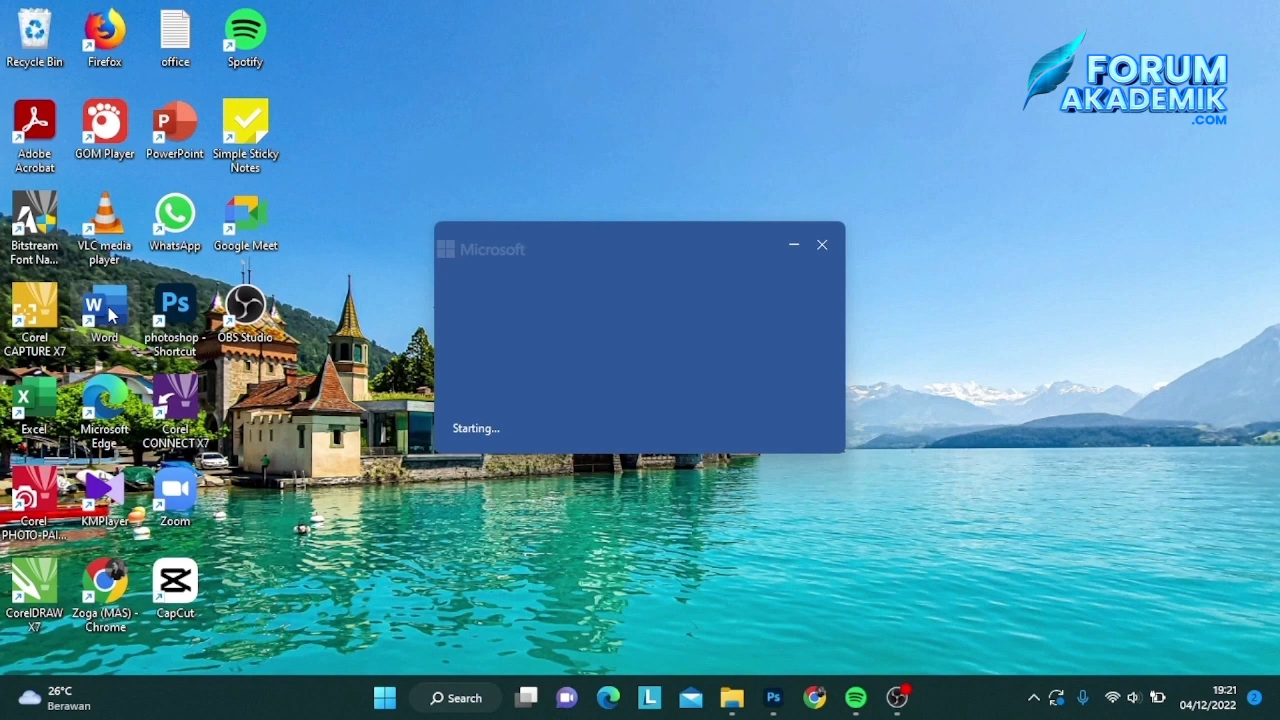 Recycle Bin
Firefox
office
Spotify
FORUM
AKADEMIK
.COM
Adobe
Acrobat
GOM Player
PowerPoint
Simple Sticky
Notes
Bitstream
Font Na...
VLC media
player
WhatsApp
Google Meet
Microsoft
Corel
CAPTURE X7
Word
photoshop -
Shortcut
OBS Studio
Excel
Microsoft
Edge
Corel
CONNECT X7
Starting...
Corel
PHOTO-PAI...
KMPlayer
Zoom
CorelDRAW
X7
Zoga (MAS) -
Chrome
CapCut
26°C
Berawan
Search
19:21
04/12/2022
2